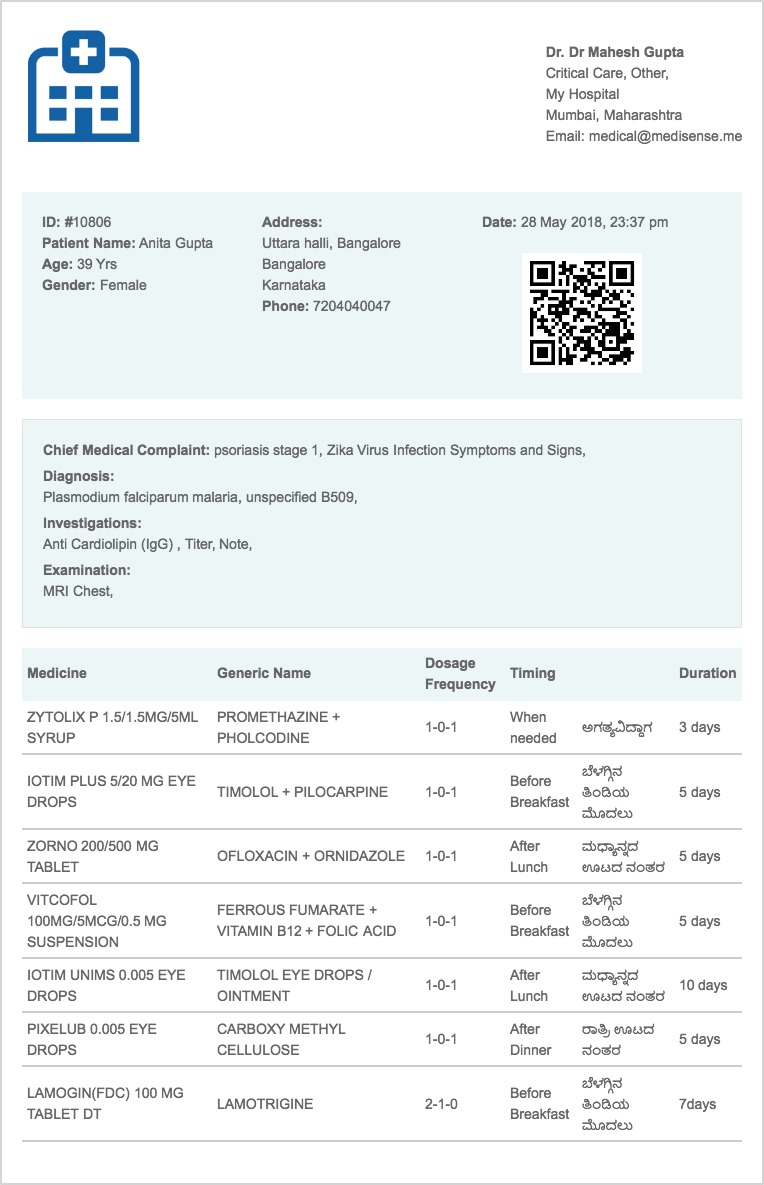 Dr. Dr Mahesh Gupta
Critical Care, Other,
My Hospital
Mumbai, Maharashtra
Email: medical@medisense.me
ID: #10806
Patient Name: Anita Gupta
Age: 39 Yrs
Gender: Female
Address:
Uttara halli, Bangalore
Bangalore
Karnataka
Phone: 7204040047
Date: 28 May 2018, 23:37 pm
Chief Medical Complaint: psoriasis stage 1, Zika Virus Infection Symptoms and Signs,
Diagnosis:
Plasmodium falciparum malaria, unspecified B509,
Investigations:
Anti Cardiolipin (IgG) , Titer, Note,
Examination:
MRI Chest,
Medicine
Generic Name
Dosage
Frequency
Timing
Duration
ZYTOLIX P 1.5/1.5MG/5ML
SYRUP
PROMETHAZINE +
PHOLCODINE
1-0-1
When
needed
ಅಗತ್ಯವಿದ್ದಾಗ
3 days
IOTIM PLUS 5/20 MG EYE
DROPS
TIMOLOL + PILOCARPINE
1-0-1
Before
Breakfast
ಬೆಳಗ್ಗಿನ
ತಿಂಡಿಯ
ಮೊದಲು
5 days
ZORNO 200/500 MG
TABLET
OFLOXACIN + ORNIDAZOLE
1-0-1
After
Lunch
ಮಧ್ಯಾನ್ನದ
ಊಟದ ನಂತರ
5 days
VITCOFOL
100MG/5MCG/0.5 MG
SUSPENSION
FERROUS FUMARATE +
VITAMIN B12 + FOLIC ACID
1-0-1
Before
Breakfast
ಬೆಳಗ್ಗಿನ
ತಿಂಡಿಯ
ಮೊದಲು
5 days
IOTIM UNIMS 0.005 EYE
DROPS
TIMOLOL EYE DROPS /
OINTMENT
1-0-1
After
Lunch
ಮಧ್ಯಾನ್ನದ
ಊಟದ ನಂತರ
10 days
PIXELUB 0.005 EYE
DROPS
CARBOXY METHYL
CELLULOSE
1-0-1
After
Dinner
ರಾತ್ರಿ ಊಟದ
ನಂತರ
5 days
LAMOGIN(FDC) 100 MG
TABLET DT
LAMOTRIGINE
2-1-0
Before
Breakfast
ಬೆಳಗ್ಗಿನ
ತಿಂಡಿಯ
ಮೊದಲು
7days